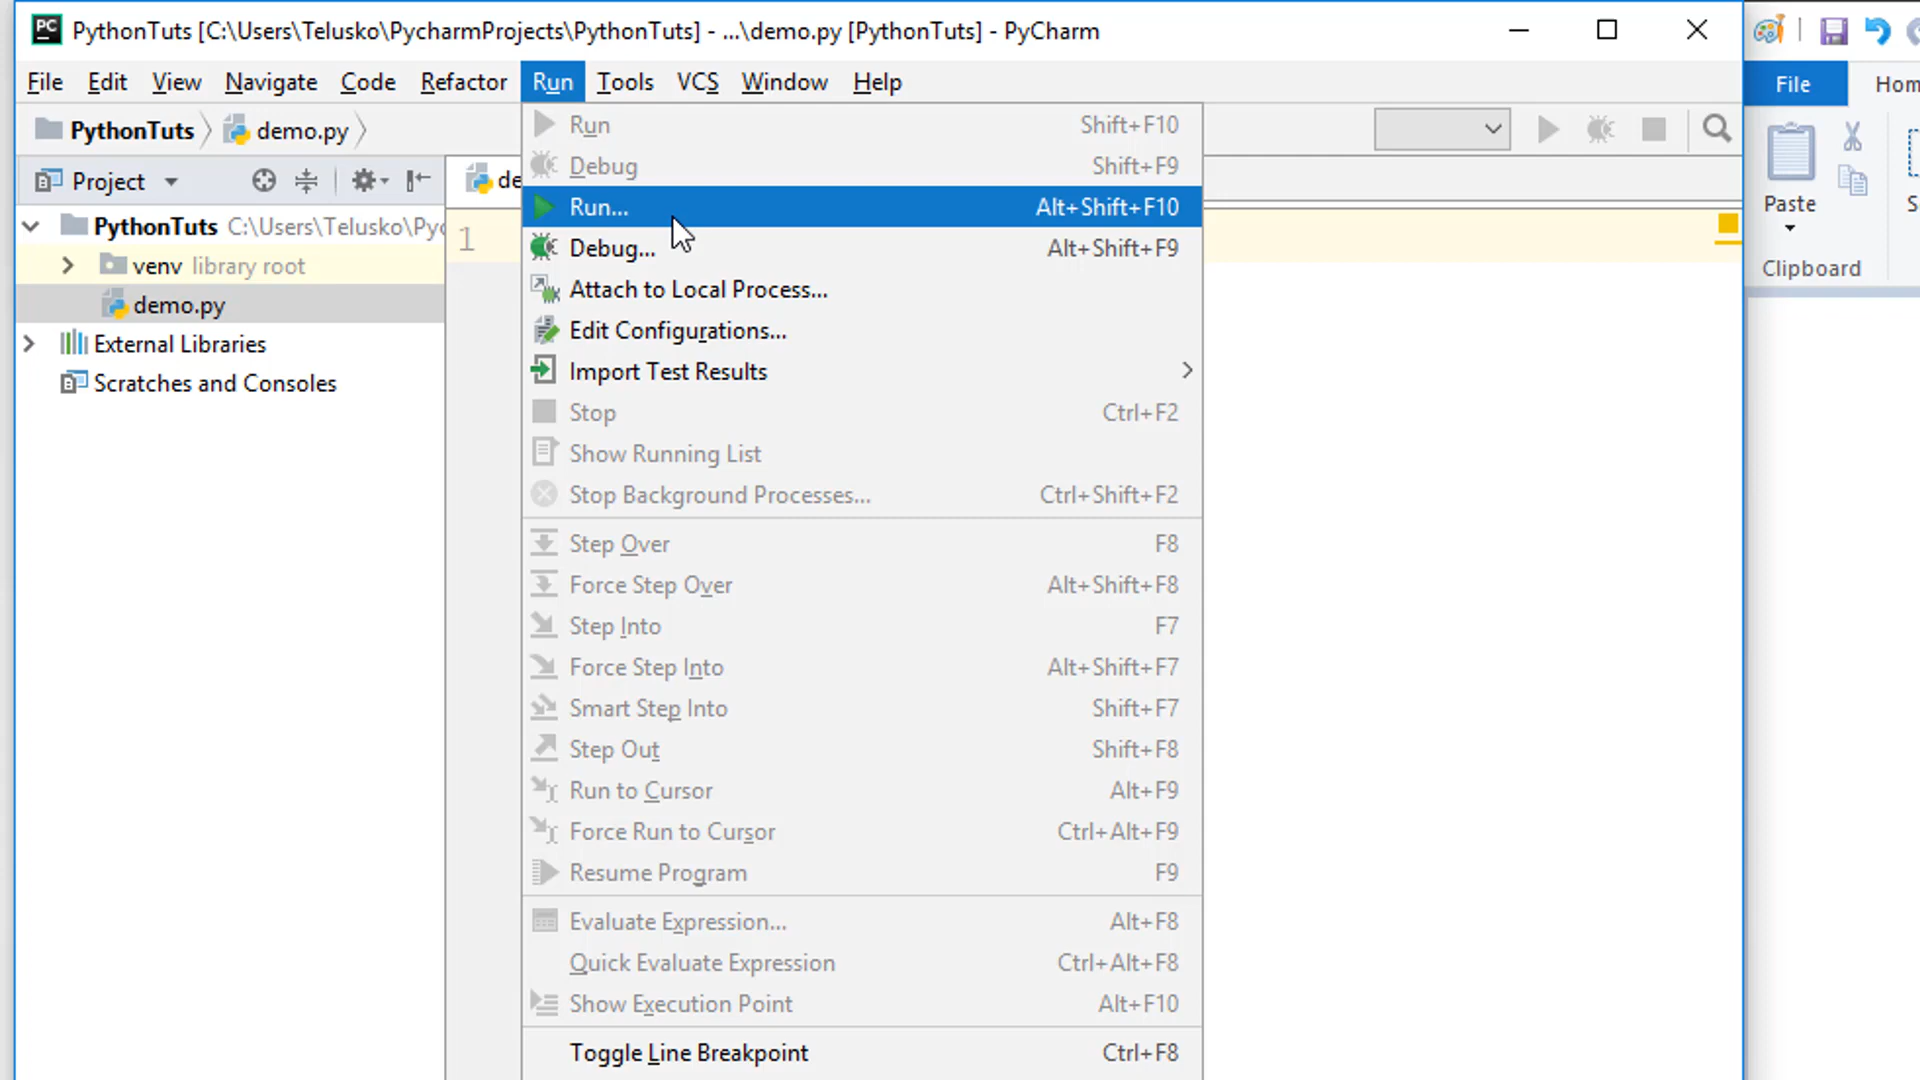 PC PythonTuts [C:\Users\Telusko\PycharmProjects\PythonTuts] - ...\demo.py [PythonTuts] - PyCharm
File Edit View Navigate Code Refactor Run Tools VCS Window Help
PythonTuts demo.py
Project
PythonTuts C:\Users\Telusko\Pyc
venv library root
demo.py
External Libraries
Scratches and Consoles
de
1
Run Shift+F10
Debug Shift+F9
Run... Alt+Shift+F10
Debug... Alt+Shift+F9
Attach to Local Process...
Edit Configurations...
Import Test Results
Stop Ctrl+F2
Show Running List
Stop Background Processes... Ctrl+Shift+F2
Step Over F8
Force Step Over Alt+Shift+F8
Step Into F7
Force Step Into Alt+Shift+F7
Smart Step Into Shift+F7
Step Out Shift+F8
Run to Cursor Alt+F9
Force Run to Cursor Ctrl+Alt+F9
Resume Program F9
Evaluate Expression... Alt+F8
Quick Evaluate Expression Ctrl+Alt+F8
Show Execution Point Alt+F10
Toggle Line Breakpoint Ctrl+F8
File Hom
Paste S
Clipboard